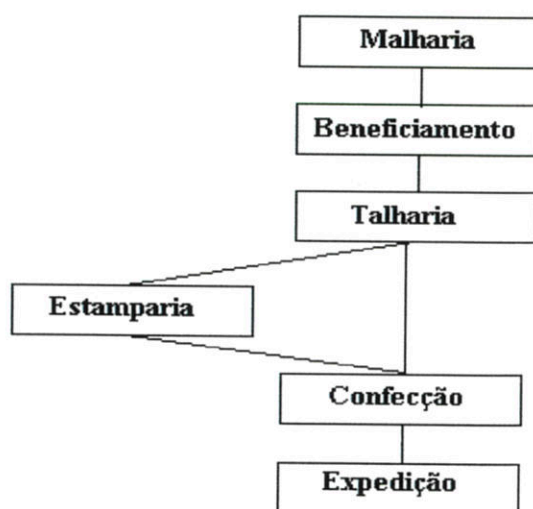 Malharia
Beneficiamento
Talharia
Estamparia
Confecção
Expedição